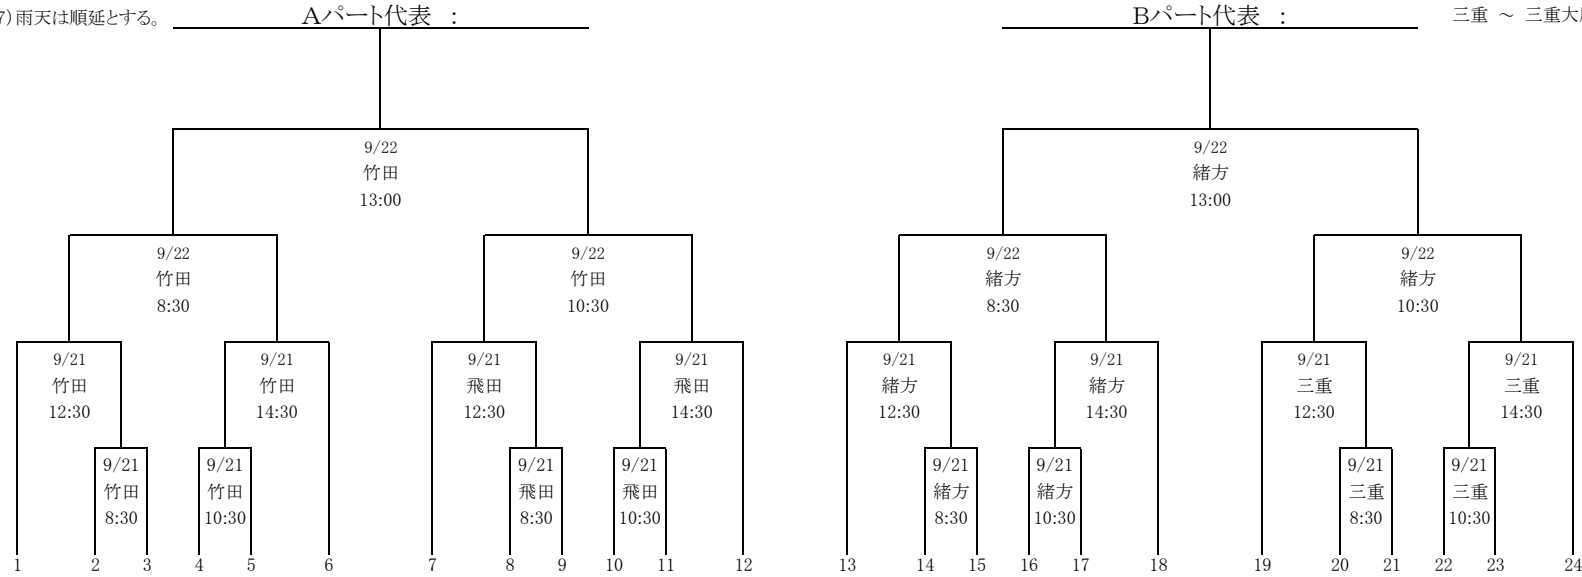 7）雨天は順延とする。
Aパート代表　：
Bパート代表　：
三重 ～ 三重大
9/22
竹田
13:00
9/22
緒方
13:00
9/22
竹田
8:30
9/22
竹田
10:30
9/22
緒方
8:30
9/22
緒方
10:30
9/21
竹田
12:30
9/21
竹田
14:30
9/21
飛田
12:30
9/21
飛田
14:30
9/21
緒方
12:30
9/21
緒方
14:30
9/21
三重
12:30
9/21
三重
14:30
9/21
竹田
8:30
9/21
竹田
10:30
9/21
飛田
8:30
9/21
飛田
10:30
9/21
緒方
8:30
9/21
緒方
10:30
9/21
三重
8:30
9/21
三重
10:30
1 2 3 4 5 6 7 8 9 10 11 12 13 14 15 16 17 18 19 20 21 22 23 24